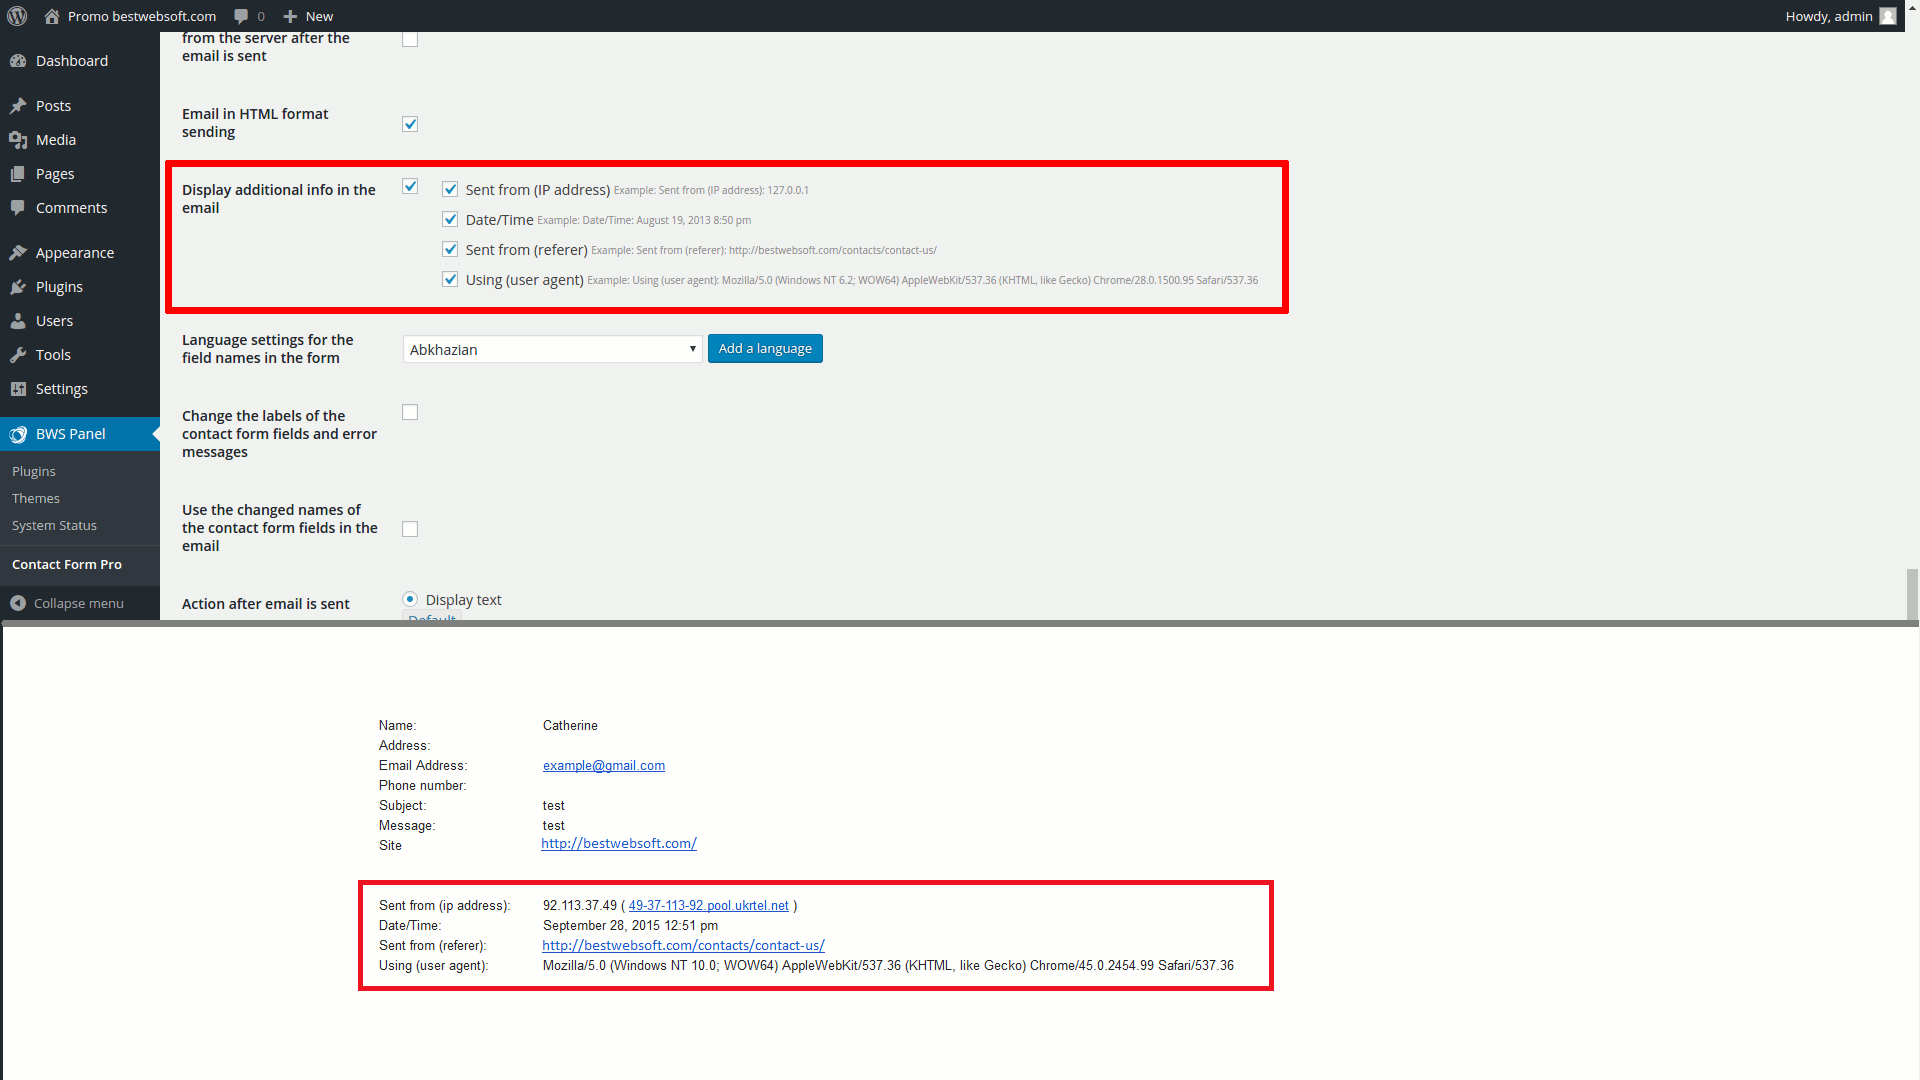 Promo bestwebsoft.com 0 New Howdy, admin
Dashboard
Posts
Media
Pages
Comments
Appearance
Plugins
Users
Tools
Settings
BWS Panel
Plugins
Themes
System Status
Contact Form Pro
Collapse menu
from the server after the
email is sent
Email in HTML format
sending
Display additional info in the
email
Sent from (IP address) Example: Sent from (IP address): 127.0.0.1
Date/Time Example: Date/Time: August 19, 2013 8:50 pm
Sent from (referer) Example: Sent from (referer): http://bestwebsoft.com/contacts/contact-us/
Using (user agent) Example: Using (user agent): Mozilla/5.0 (Windows NT 6.2; WOW64) AppleWebKit/537.36 (KHTML, like Gecko) Chrome/28.0.1500.95 Safari/537.36
Language settings for the
field names in the form
Abkhazian Add a language
Change the labels of the
contact form fields and error
messages
Use the changed names of
the contact form fields in the
email
Action after email is sent Display text
Default
Name: Catherine
Address:
Email Address: example@gmail.com
Phone number:
Subject: test
Message: test
Site http://bestwebsoft.com/
Sent from (ip address): 92.113.37.49 ( 49-37-113-92.pool.ukrtel.net )
Date/Time: September 28, 2015 12:51 pm
Sent from (referer): http://bestwebsoft.com/contacts/contact-us/
Using (user agent): Mozilla/5.0 (Windows NT 10.0; WOW64) AppleWebKit/537.36 (KHTML, like Gecko) Chrome/45.0.2454.99 Safari/537.36